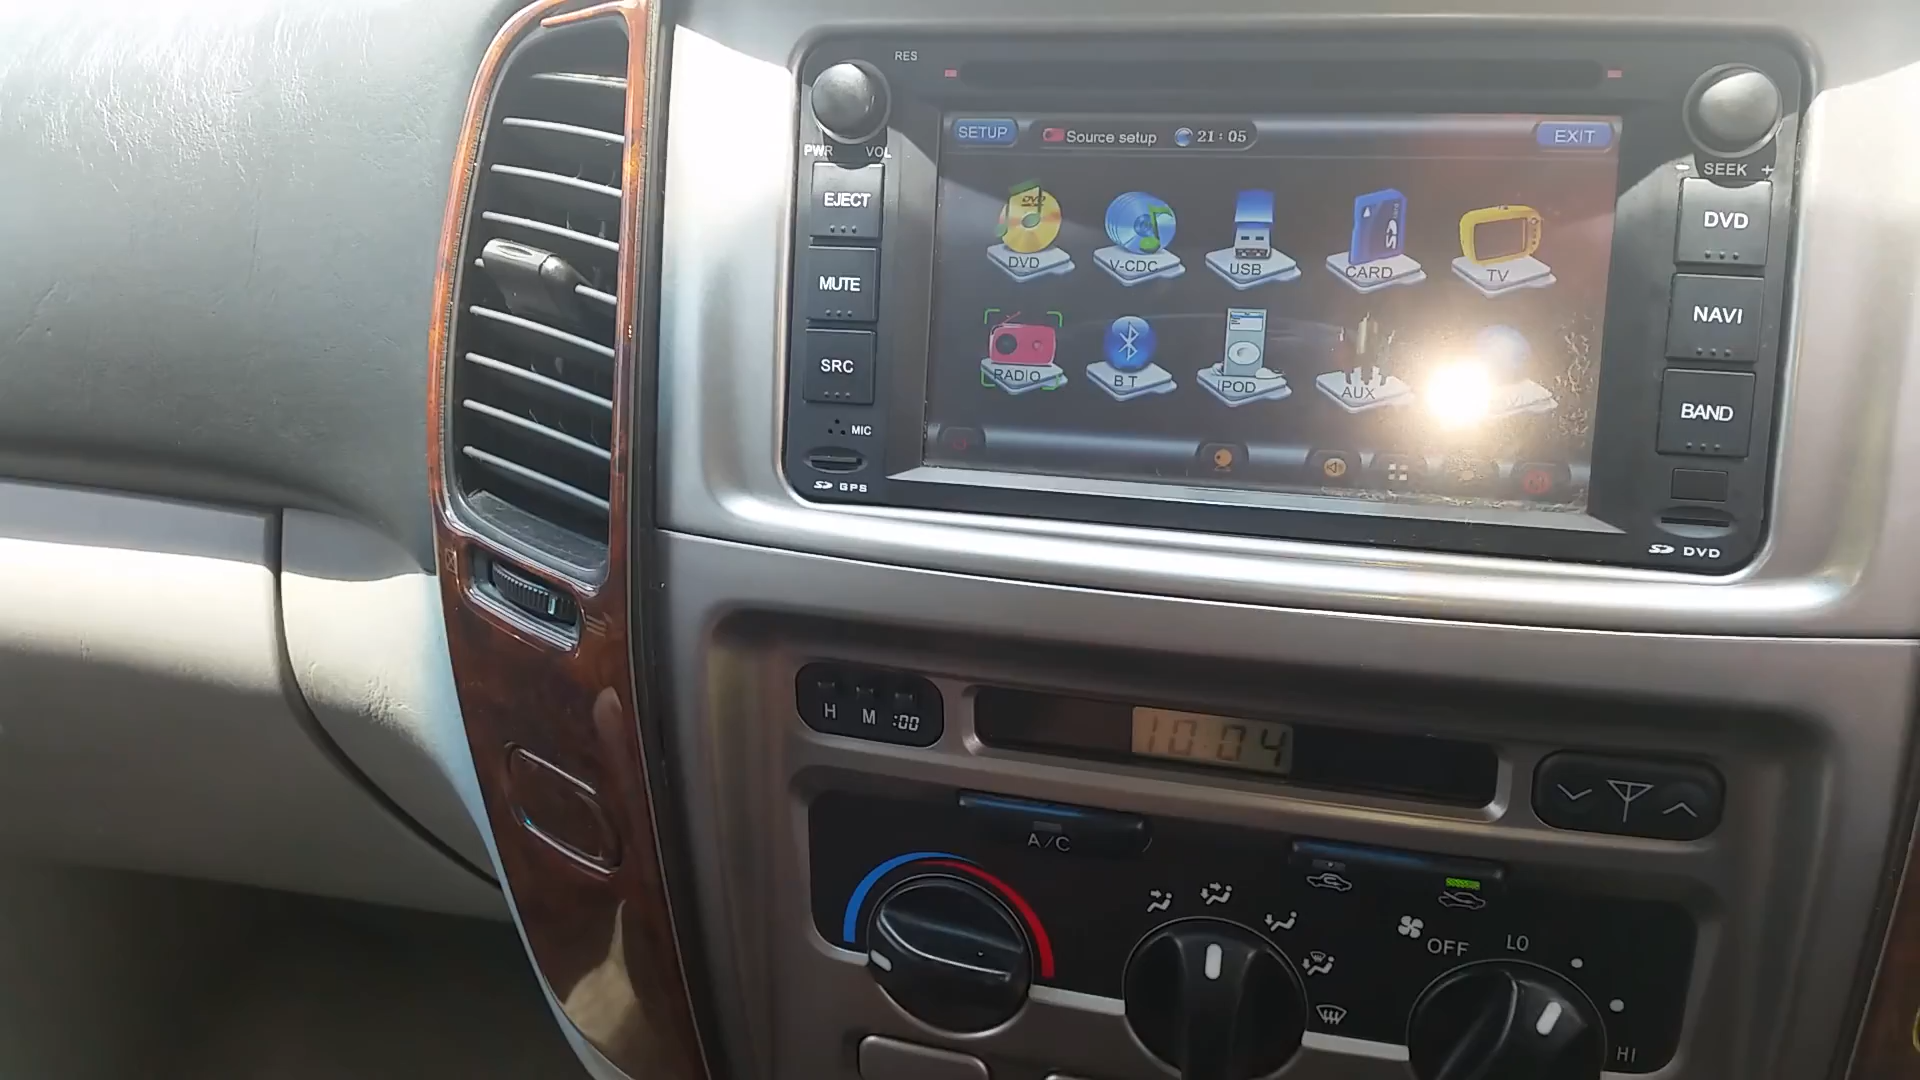 RES
PWR VOL
EJECT
MUTE
SRC
MIC
GPS
SETUP
Source setup
21:05
EXIT
DVD
V-CDC
USB
CARD
TV
RADIO
BT
iPOD
AUX
- SEEK +
DVD
NAVI
BAND
DVD
H M :00
10:04
A/C
OFF
LO
HI